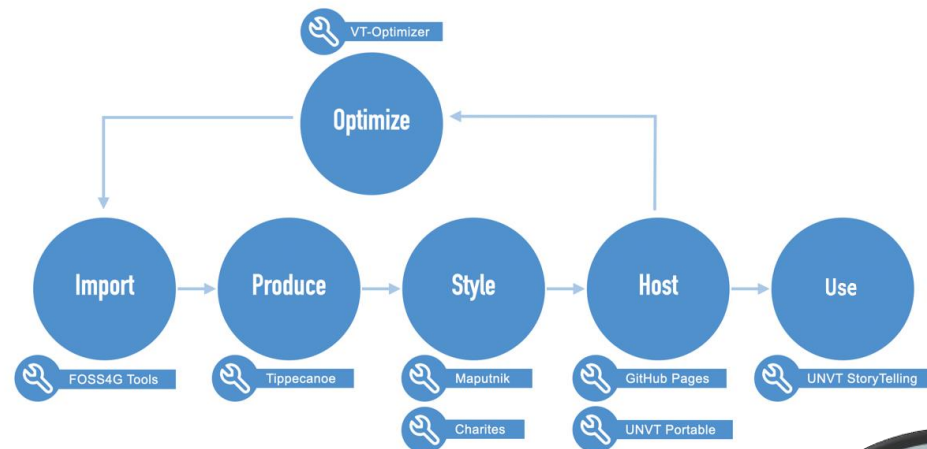 VT-Optimizer
Optimize
Import
Produce
Style
Host
Use
FOSS4G Tools
Tippecanoe
Maputnik
GitHub Pages
UNVT StoryTelling
Charites
UNVT Portable